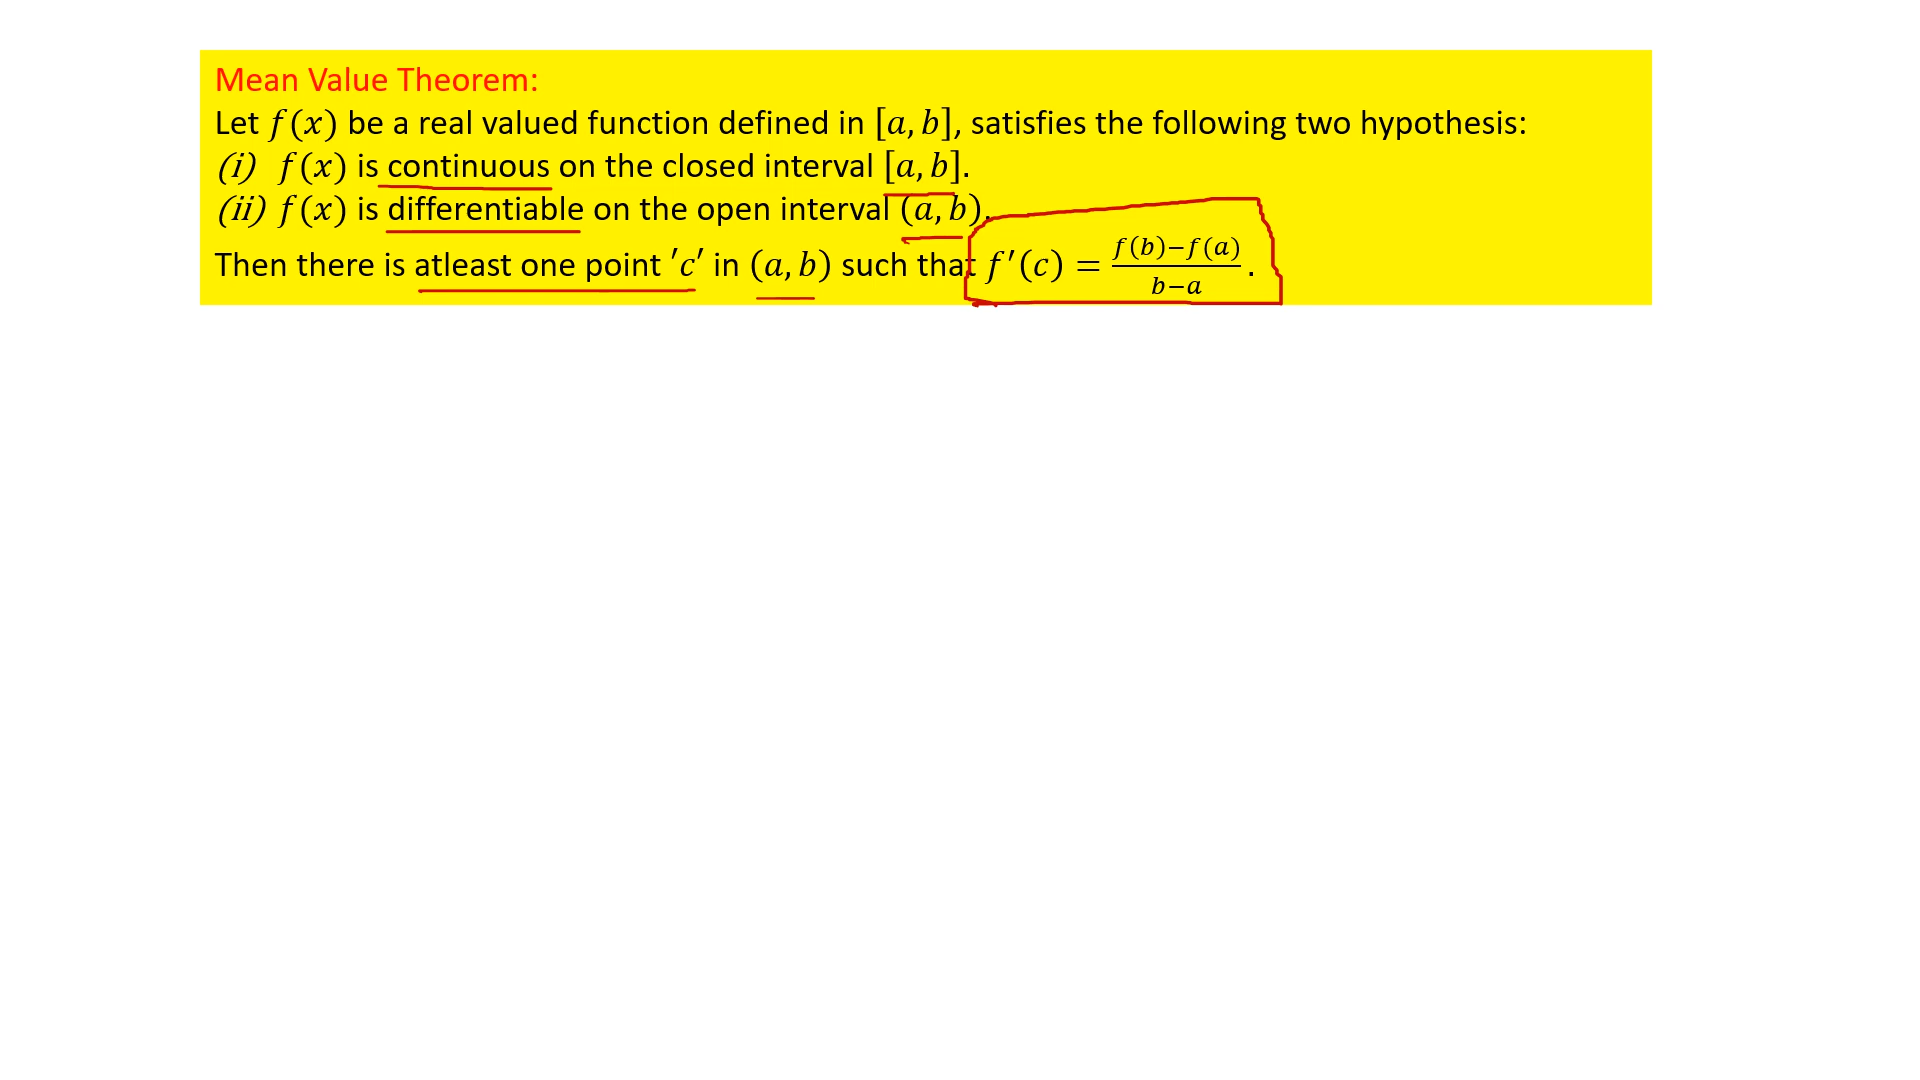 Mean Value Theorem:
Let f(x) be a real valued function defined in [a, b], satisfies the following two hypothesis:
(i) f(x) is continuous on the closed interval [a, b].
(ii) f(x) is differentiable on the open interval (a, b).
Then there is atleast one point ′c′ in (a, b) such that f′(c) = f(b)−f(a) / b−a .